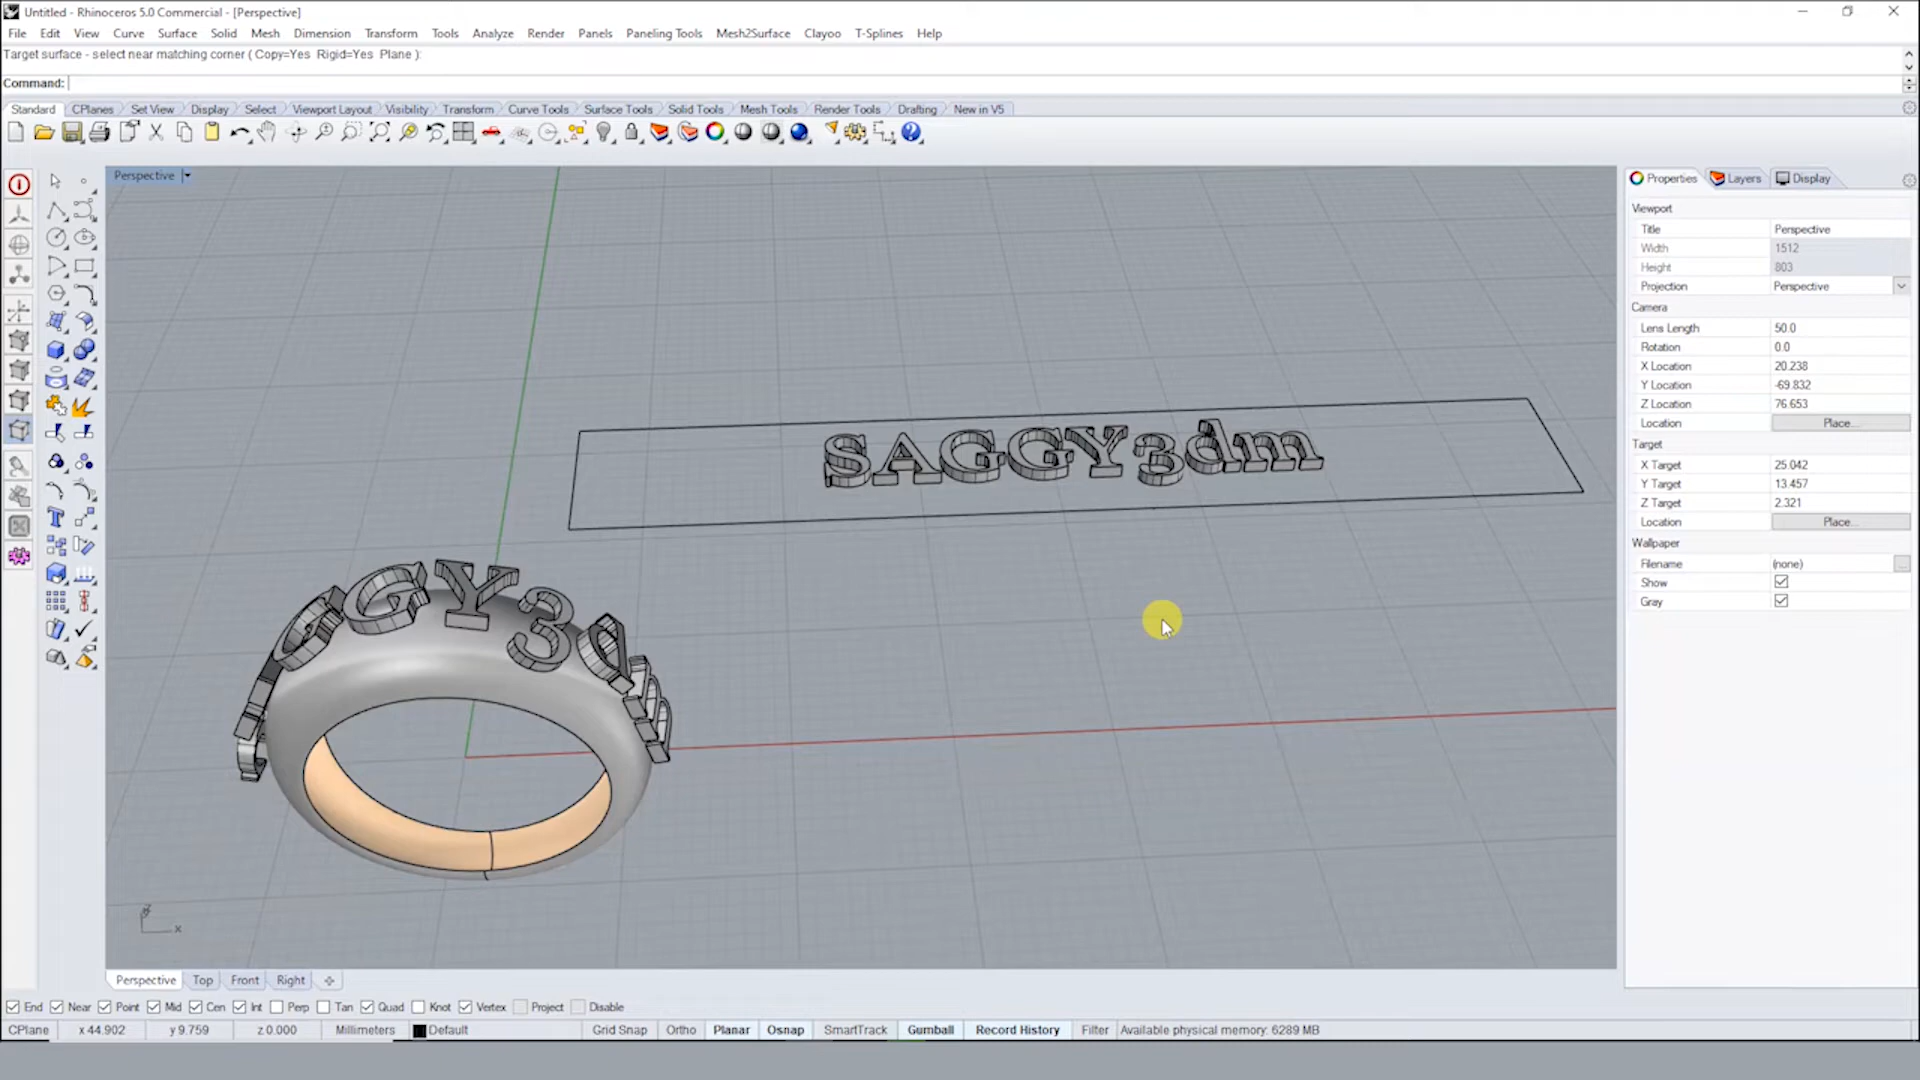 Untitled - Rhinoceros 5.0 Commercial - [Perspective]
File Edit View Curve Surface Solid Mesh Dimension Transform Tools Analyze Render Panels Paneling Tools Mesh2Surface Clayoo T-Splines Help
Target surface - select near matching corner ( Copy=Yes Rigid=Yes Plane ):
Command:
Standard CPlanes Set View Display Select Viewport Layout Visibility Transform Curve Tools Surface Tools Solid Tools Mesh Tools Render Tools Drafting New in V5
Perspective
Properties Layers Display
Viewport
Title Perspective
Width 1512
Height 803
Projection Perspective
Camera
Lens Length 50.0
Rotation 0.0
X Location 20.238
Y Location -69.832
Z Location 76.653
Location Place...
Target
X Target 25.042
Y Target 13.457
Z Target 2.321
Location Place...
Wallpaper
Filename (none) ...
Show
Gray
SAGGY3dm
GGY3d
x
Perspective Top Front Right
End Near Point Mid Cen Int Perp Tan Quad Knot Vertex Project Disable
CPlane x 44.902 y 9.759 z 0.000 Millimeters Default Grid Snap Ortho Planar Osnap SmartTrack Gumball Record History Filter Available physical memory: 6289 MB